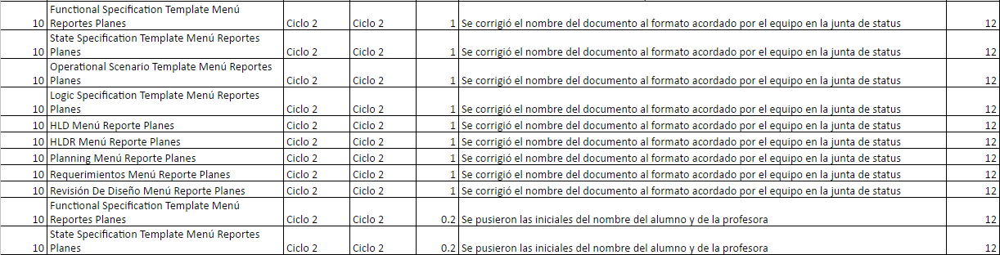 Functional Specification Template Menú
10 Reportes Planes Ciclo 2 Ciclo 2 1 Se corrigió el nombre del documento al formato acordado por el equipo en la junta de status 12
State Specification Template Menú Reportes
10 Planes Ciclo 2 Ciclo 2 1 Se corrigió el nombre del documento al formato acordado por el equipo en la junta de status 12
Operational Scenario Template Menú Reportes
10 Planes Ciclo 2 Ciclo 2 1 Se corrigió el nombre del documento al formato acordado por el equipo en la junta de status 12
Logic Specification Template Menú Reportes
10 Planes Ciclo 2 Ciclo 2 1 Se corrigió el nombre del documento al formato acordado por el equipo en la junta de status 12
10 HLD Menú Reporte Planes Ciclo 2 Ciclo 2 1 Se corrigió el nombre del documento al formato acordado por el equipo en la junta de status 12
10 HLDR Menú Reporte Planes Ciclo 2 Ciclo 2 1 Se corrigió el nombre del documento al formato acordado por el equipo en la junta de status 12
10 Planning Menú Reporte Planes Ciclo 2 Ciclo 2 1 Se corrigió el nombre del documento al formato acordado por el equipo en la junta de status 12
10 Requerimientos Menú Reporte Planes Ciclo 2 Ciclo 2 1 Se corrigió el nombre del documento al formato acordado por el equipo en la junta de status 12
10 Revisión De Diseño Menú Reporte Planes Ciclo 2 Ciclo 2 1 Se corrigió el nombre del documento al formato acordado por el equipo en la junta de status 12
Functional Specification Template Menú
10 Reportes Planes Ciclo 2 Ciclo 2 0.2 Se pusieron las iniciales del nombre del alumno y de la profesora 12
State Specification Template Menú Reportes
10 Planes Ciclo 2 Ciclo 2 0.2 Se pusieron las iniciales del nombre del alumno y de la profesora 12